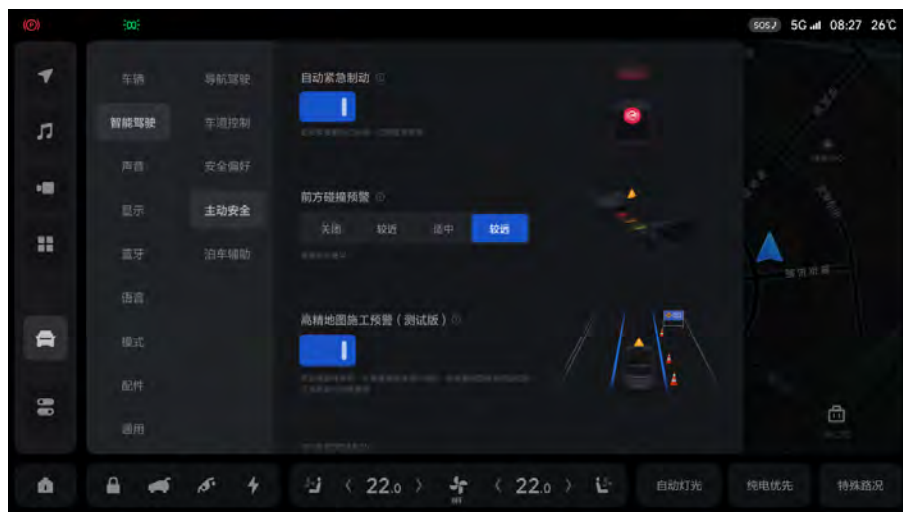 (P)
SOS
5G
08:27
26℃
车辆
导航驾驶
智能驾驶
车道控制
声音
安全偏好
显示
主动安全
蓝牙
泊车辅助
语言
模式
配件
通用
自动紧急制动
前方碰撞预警
关闭
较近
适中
较远
高精地图施工预警（测试版）
22.0
OFF
22.0
自动灯光
纯电优先
特殊路况